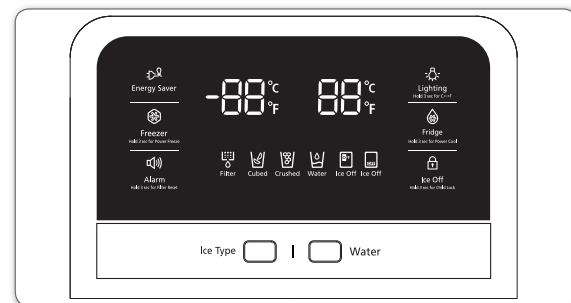 Energy Saver
-88 °C °F
88 °C °F
Lighting
Hold 3 sec for C↔F
Freezer
Hold 3 sec for Power Freeze
Fridge
Hold 3 sec for Power Cool
Alarm
Hold 3 sec for Filter Reset
Filter Cubed Crushed Water Ice Off Ice Off
Ice Off
Hold 3 sec for Child Lock
Ice Type
Water